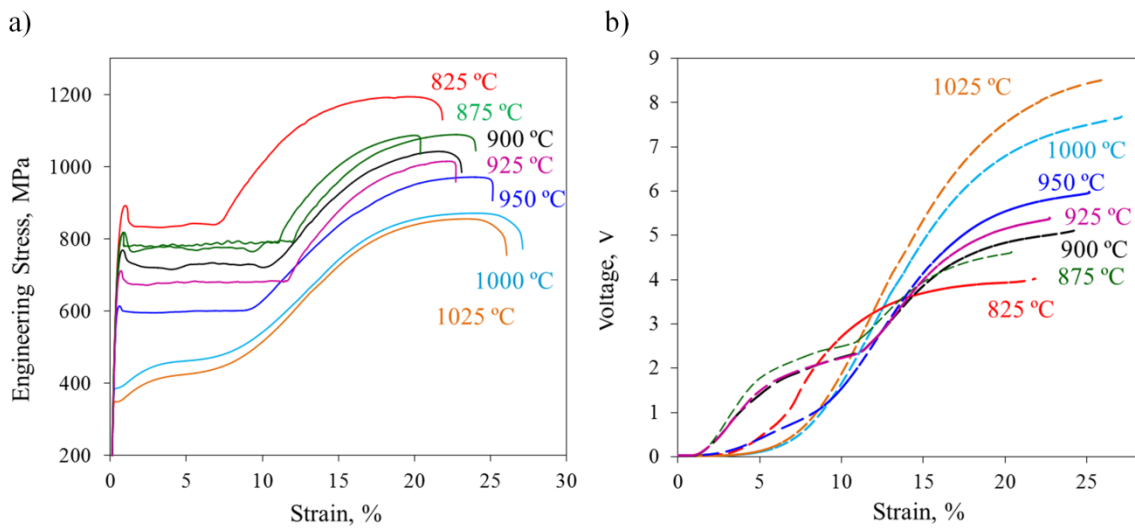 a)
1200
1000
800
600
400
200
0
5
10
15
20
25
30
Engineering Stress, MPa
Strain, %
825 ºC
875 ºC
900 ºC
925 ºC
950 ºC
1000 ºC
1025 ºC
b)
9
8
7
6
5
4
3
2
1
0
0
5
10
15
20
25
Voltage, V
Strain, %
1025 ºC
1000 ºC
950 ºC
925 ºC
900 ºC
875 ºC
825 ºC